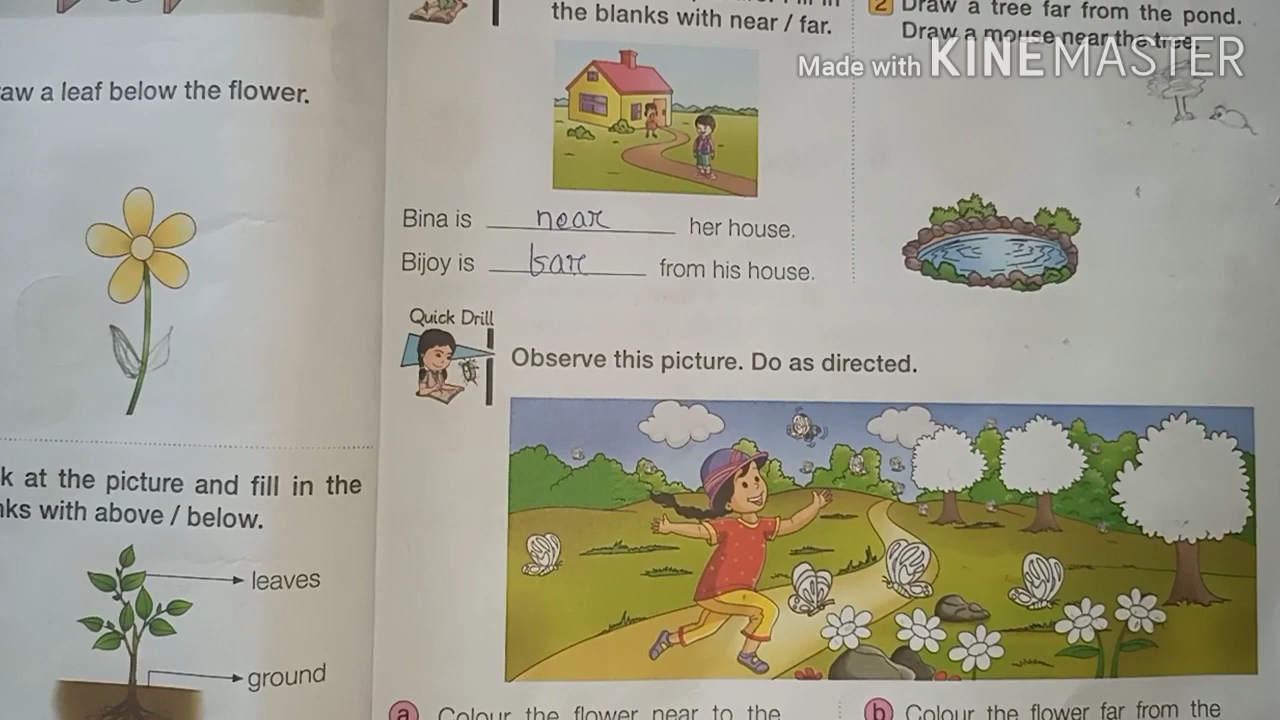 the blanks with near / far.
2 Draw a tree far from the pond.
Draw a mouse near the tree.
Made with KINEMASTER
aw a leaf below the flower.
Bina is near her house.
Bijoy is far from his house.
Quick Drill
Observe this picture. Do as directed.
k at the picture and fill in the
nks with above / below.
leaves
ground
a Colour the flower near to the
b Colour the flower far from the